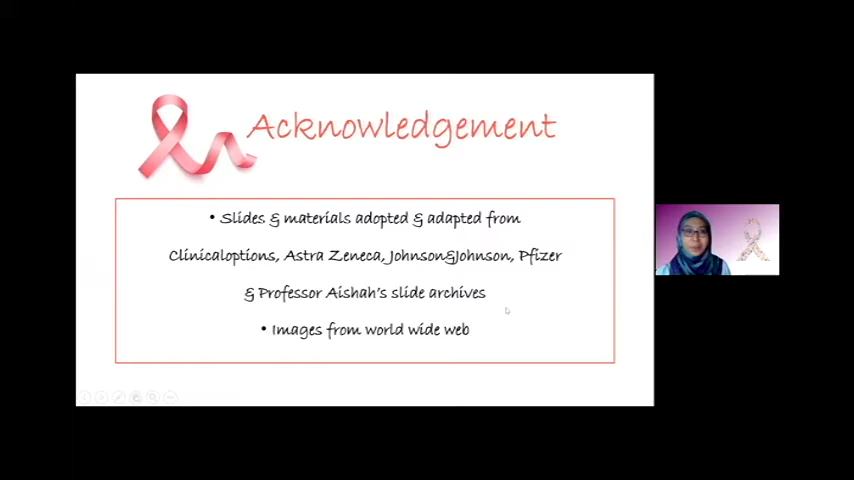 Acknowledgement
• Slides & materials adopted & adapted from
Clinicaloptions, Astra Zeneca, Johnson&Johnson, Pfizer
& Professor Aishah's slide archives
• Images from world wide web